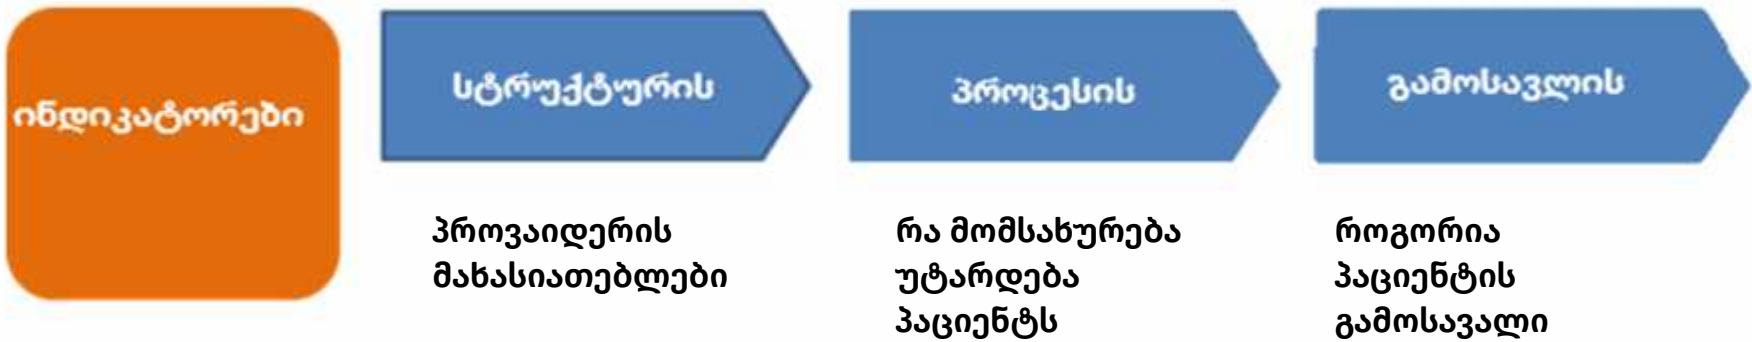 ინდიკატორები
სტრუქტურის
პროცესის
გამოსავლის
პროვაიდერის
მახასიათებლები
რა მომსახურება
უტარდება
პაციენტს
როგორია
პაციენტის
გამოსავალი